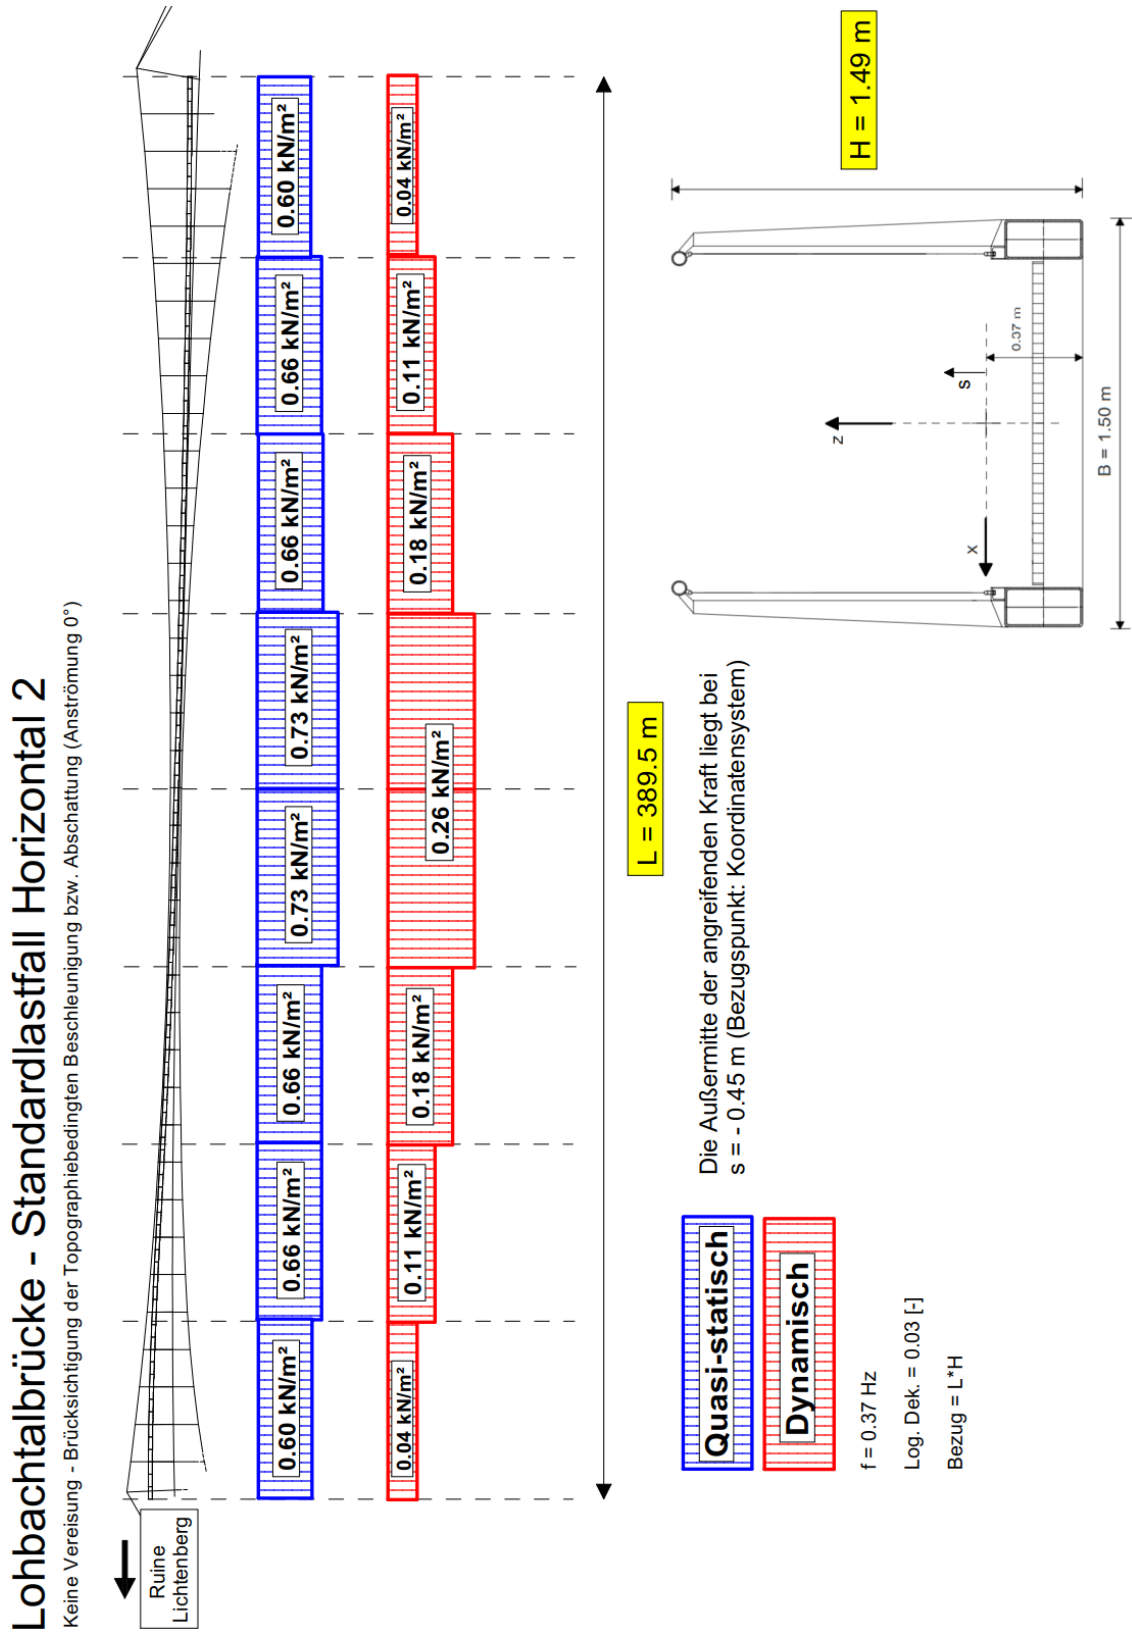 Lohbachtalbrücke - Standardlastfall Horizontal 2
Keine Vereisung - Brücksichtigung der Topographiebedingten Beschleunigung bzw. Abschattung (Anströmung 0°)
Ruine
Lichtenberg
0.60 kN/m²
0.66 kN/m²
0.66 kN/m²
0.73 kN/m²
0.73 kN/m²
0.66 kN/m²
0.66 kN/m²
0.60 kN/m²
0.04 kN/m²
0.11 kN/m²
0.18 kN/m²
0.26 kN/m²
0.18 kN/m²
0.11 kN/m²
0.04 kN/m²
L = 389.5 m
Quasi-statisch
Dynamisch
f = 0.37 Hz
Log. Dek. = 0.03 [-]
Bezug = L*H
Die Außermitte der angreifenden Kraft liegt bei
s = - 0.45 m (Bezugspunkt: Koordinatensystem)
H = 1.49 m
z
s
x
0.37 m
B = 1.50 m